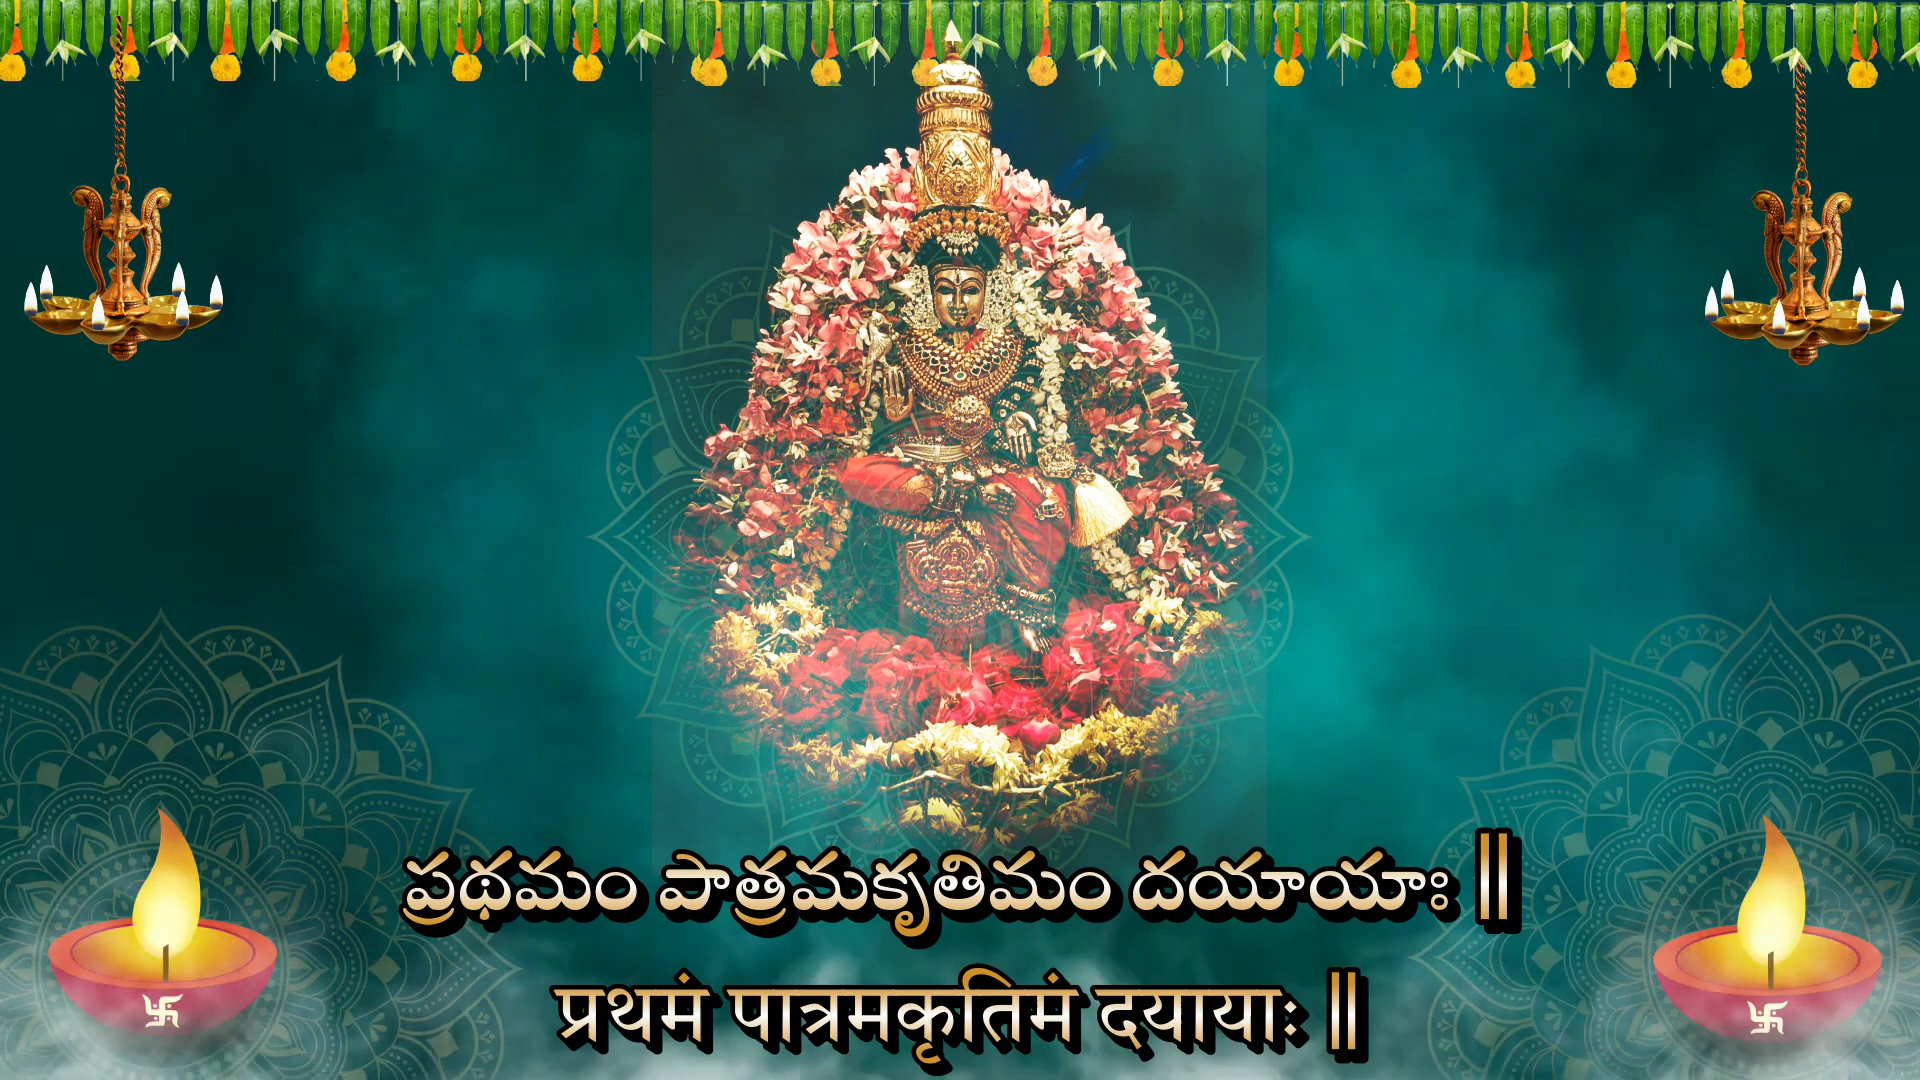 ప్రథమం పాత్రమకృతిమం దయాయాః ||
प्रथमं पात्रमकृतिमं दयायाः ||